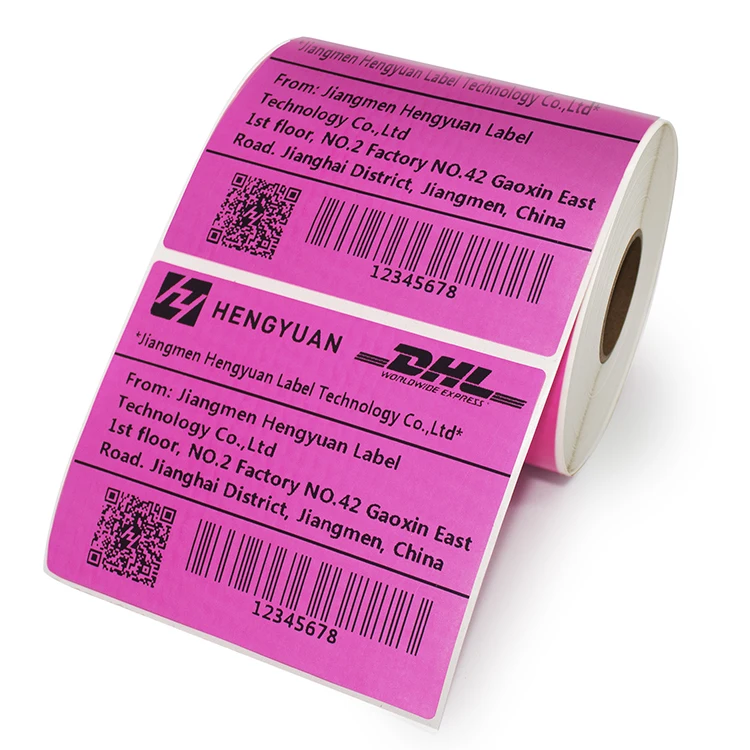 *Jiangmen Hengyuan Label Technology Co.,Ltd*
From: Jiangmen Hengyuan Label
Technology Co.,Ltd
1st floor, NO.2 Factory NO.42 Gaoxin East
Road. Jianghai District, Jiangmen, China
12345678
HENGYUAN
DHL
WORLDWIDE EXPRESS
*Jiangmen Hengyuan Label Technology Co.,Ltd*
From: Jiangmen Hengyuan Label
Technology Co.,Ltd
1st floor, NO.2 Factory NO.42 Gaoxin East
Road. Jianghai District, Jiangmen, China
12345678